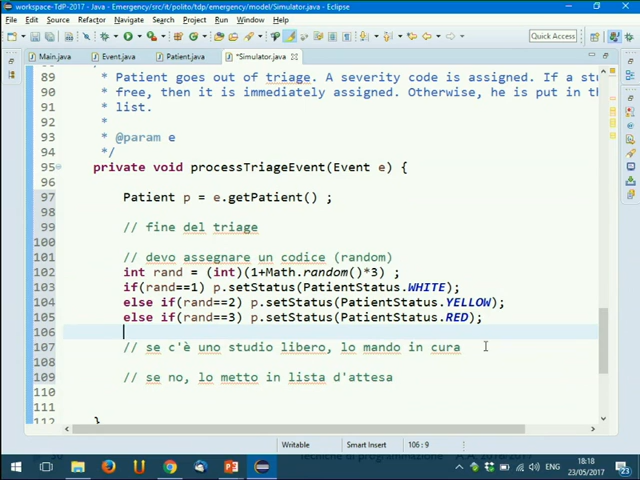 workspace-TdP-2017 - Java - Emergency/src/it/polito/tdp/emergency/model/Simulator.java - Eclipse
File Edit Source Refactor Navigate Search Project Run Window Help
Quick Access
Main.java Event.java Patient.java *Simulator.java
89 * Patient goes out of triage. A severity code is assigned. If a stu
90 * free, then it is immediately assigned. Otherwise, he is put in th
91 * list.
92 *
93 * @param e
94 */
95 private void processTriageEvent(Event e) {
96
97 Patient p = e.getPatient() ;
98
99 // fine del triage
100
101 // devo assegnare un codice (random)
102 int rand = (int)(1+Math.random()*3) ;
103 if(rand==1) p.setStatus(PatientStatus.WHITE);
104 else if(rand==2) p.setStatus(PatientStatus.YELLOW);
105 else if(rand==3) p.setStatus(PatientStatus.RED);
106
107 // se c'è uno studio libero, lo mando in cura
108
109 // se no, lo metto in lista d'attesa
110
111
112 }
Writable Smart Insert 106 : 9
Tecniche di programmazione A.A. 2016/2017
ENG 18:18
23/05/2017